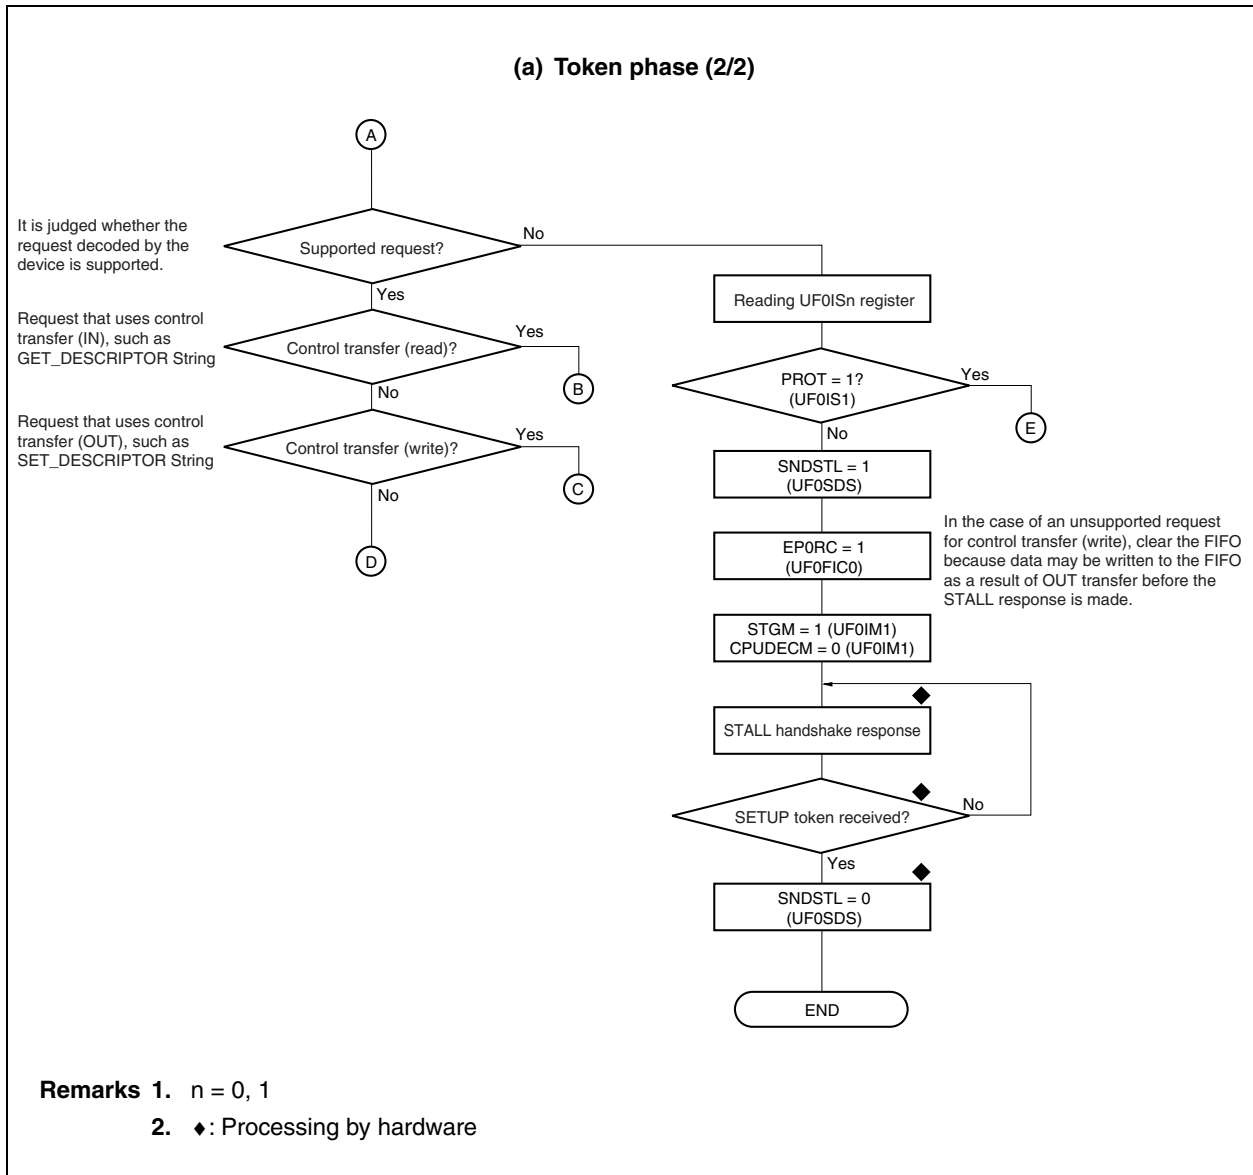 (a) Token phase (2/2)
A
It is judged whether the
request decoded by the
device is supported.
Supported request?
No
Yes
Reading UF0ISn register
Request that uses control
transfer (IN), such as
GET_DESCRIPTOR String
Control transfer (read)?
Yes
B
No
PROT = 1?
(UF0IS1)
Yes
E
No
Request that uses control
transfer (OUT), such as
SET_DESCRIPTOR String
Control transfer (write)?
Yes
C
No
D
SNDSTL = 1
(UF0SDS)
EP0RC = 1
(UF0FIC0)
In the case of an unsupported request
for control transfer (write), clear the FIFO
because data may be written to the FIFO
as a result of OUT transfer before the
STALL response is made.
STGM = 1 (UF0IM1)
CPUDECM = 0 (UF0IM1)
◆
STALL handshake response
◆
SETUP token received?
No
Yes
◆
SNDSTL = 0
(UF0SDS)
END
Remarks 1. n = 0, 1
2. ♦: Processing by hardware